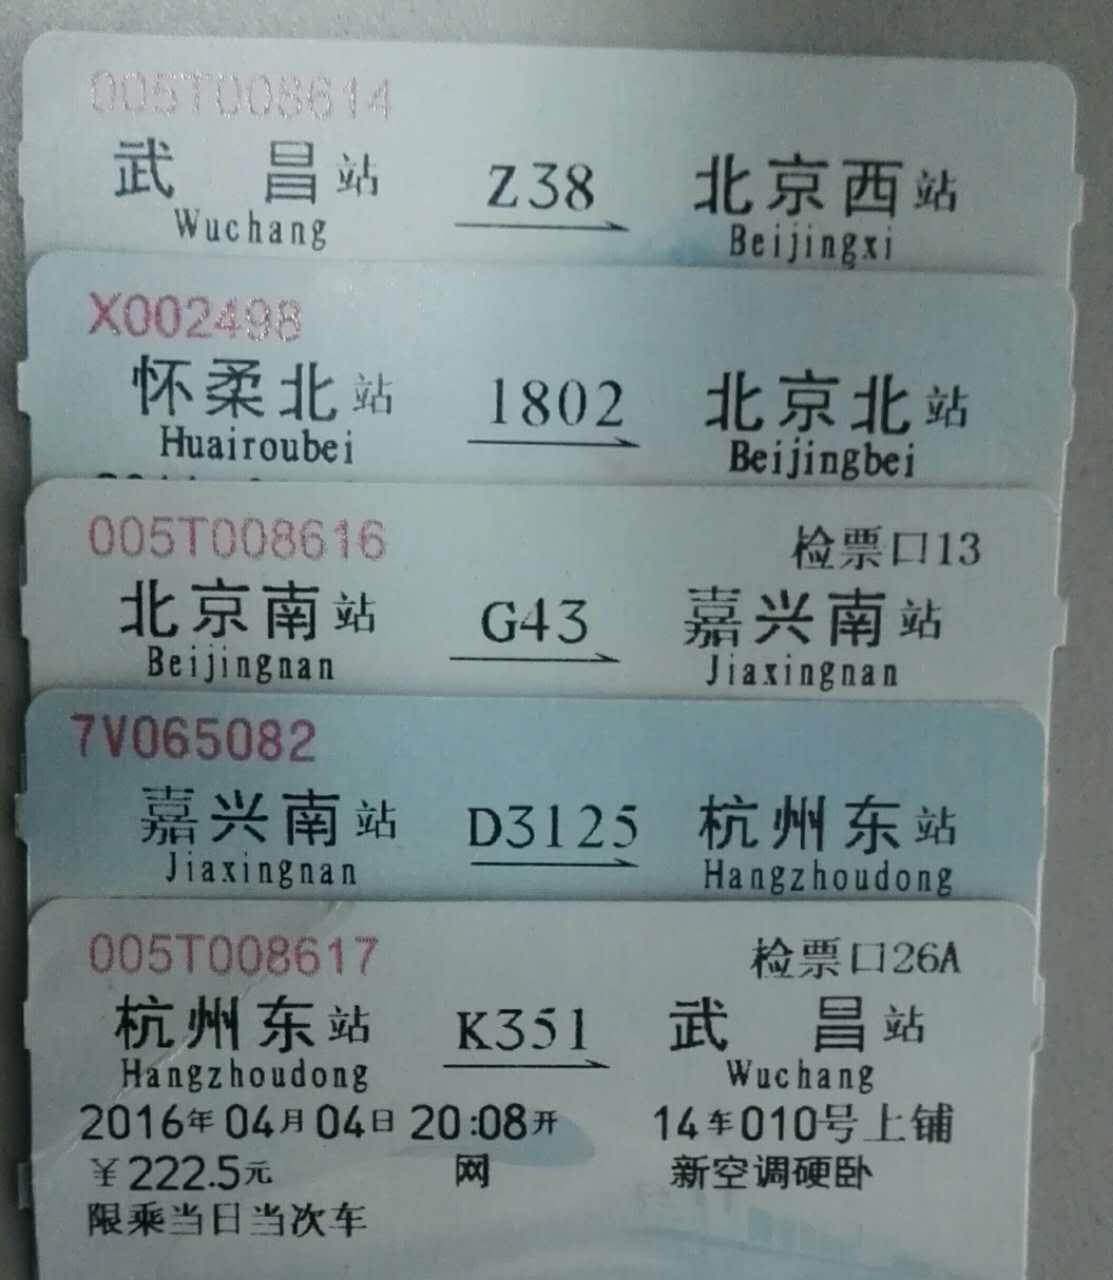 005T008614
武昌站 Z38 北京西站
Wuchang Beijingxi
X002498
怀柔北站 1802 北京北站
Huairoubei Beijingbei
005T008616 检票口13
北京南站 G43 嘉兴南站
Beijingnan Jiaxingnan
7V065082
嘉兴南站 D3125 杭州东站
Jiaxingnan Hangzhoudong
005T008617 检票口26A
杭州东站 K351 武昌站
Hangzhoudong Wuchang
2016年04月04日 20:08开 14车010号上铺
￥222.5元 网 新空调硬卧
限乘当日当次车